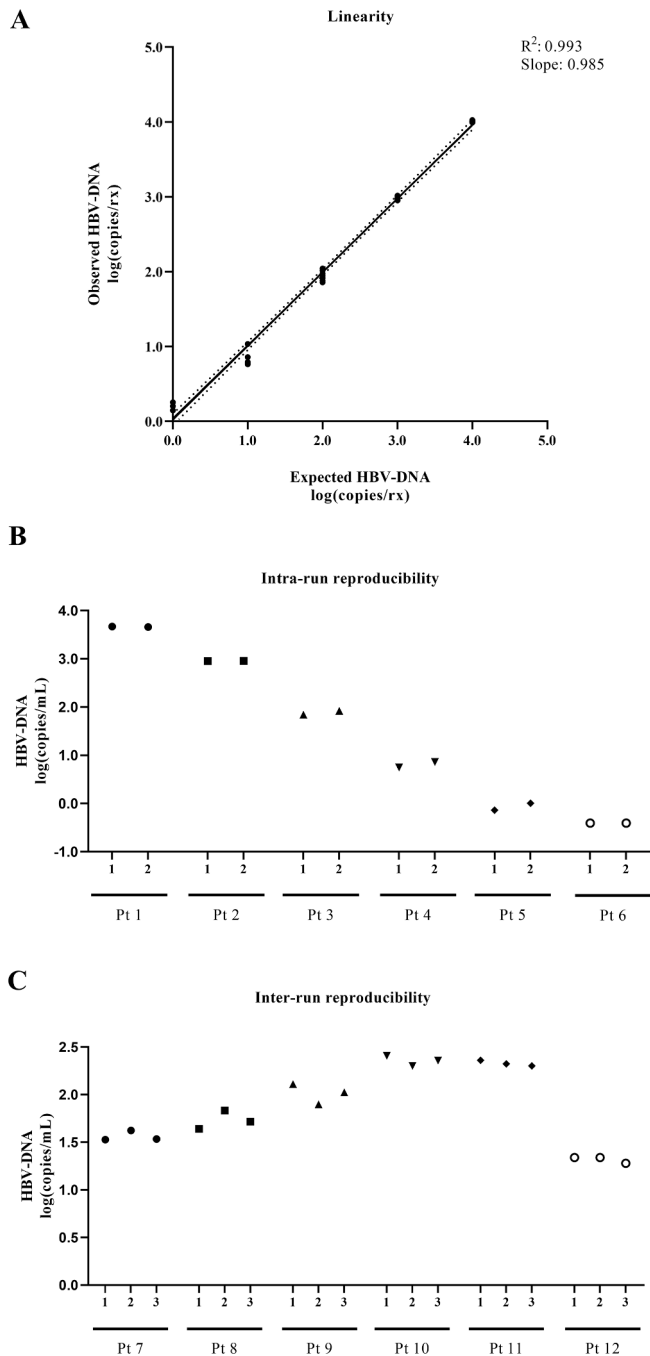 A
Linearity
R²: 0.993
Slope: 0.985
5.0
4.0
3.0
2.0
1.0
0.0
Observed HBV-DNA
log(copies/rx)
0.0 1.0 2.0 3.0 4.0 5.0
Expected HBV-DNA
log(copies/rx)
B
Intra-run reproducibility
4.0
3.0
2.0
1.0
0.0
-1.0
HBV-DNA
log(copies/mL)
1 2 1 2 1 2 1 2 1 2 1 2
Pt 1 Pt 2 Pt 3 Pt 4 Pt 5 Pt 6
C
Inter-run reproducibility
2.5
2.0
1.5
1.0
0.5
0.0
HBV-DNA
log(copies/mL)
1 2 3 1 2 3 1 2 3 1 2 3 1 2 3 1 2 3
Pt 7 Pt 8 Pt 9 Pt 10 Pt 11 Pt 12